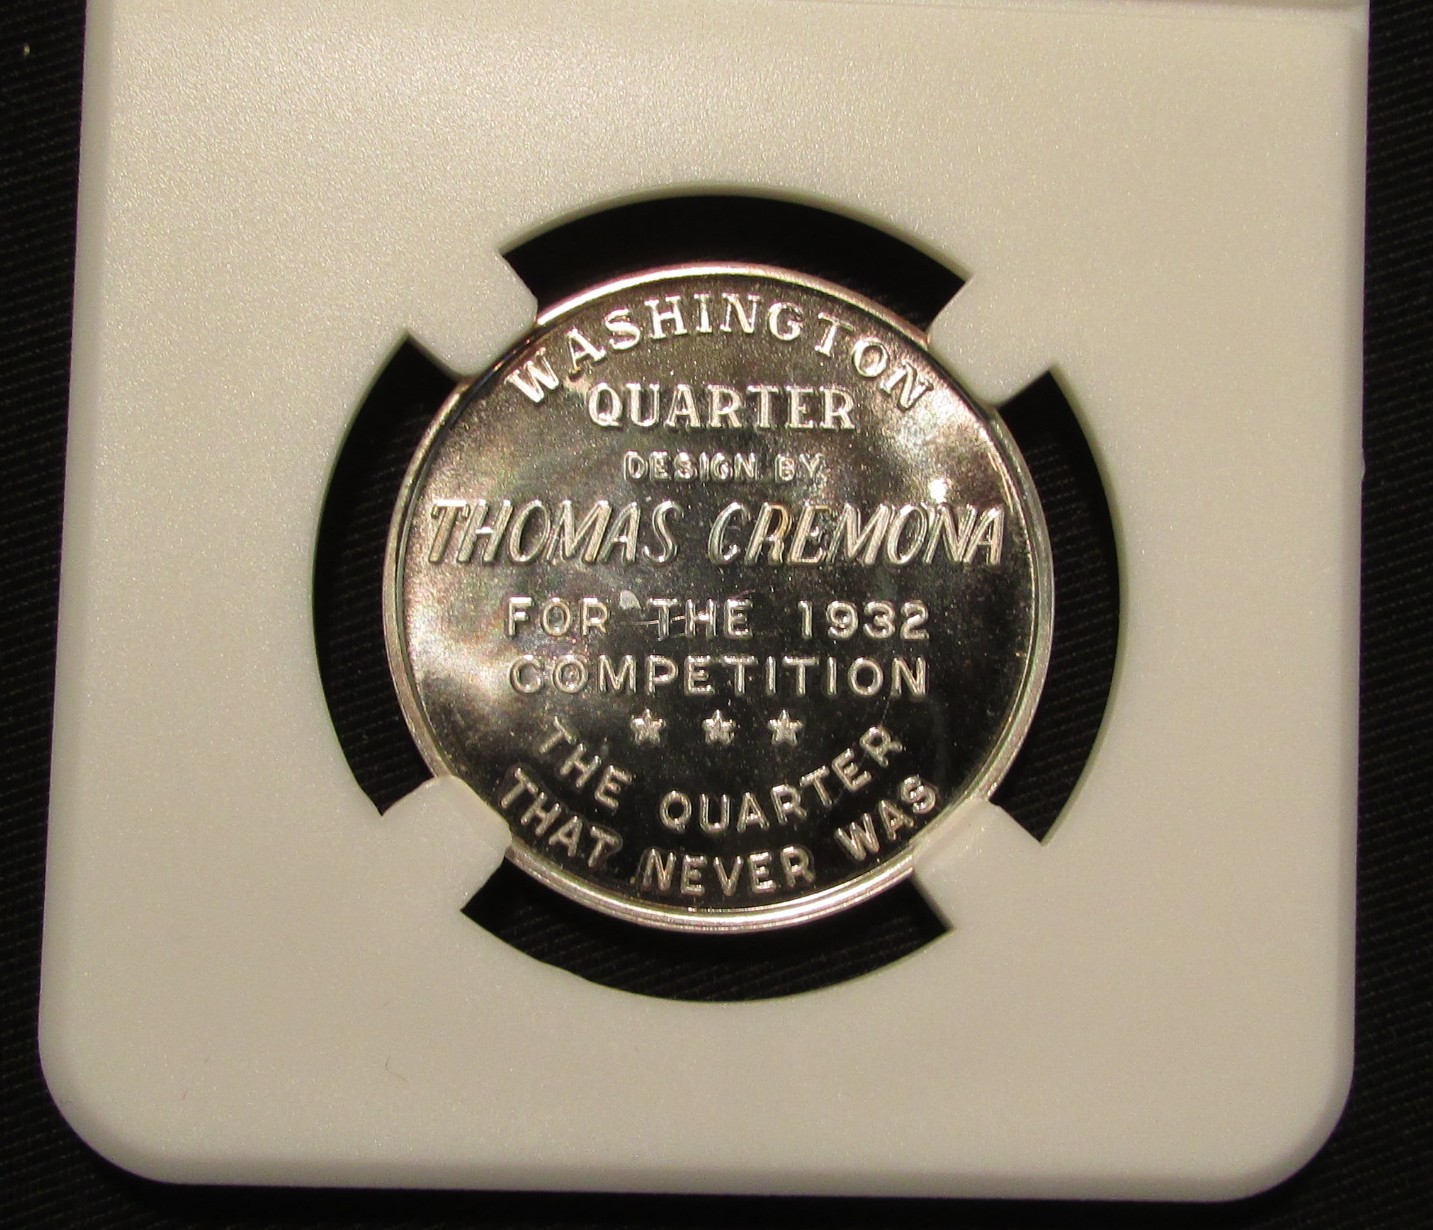 WASHINGTON
QUARTER
DESIGN BY
THOMAS CREMONA
FOR THE 1932
COMPETITION
THE QUARTER
THAT NEVER WAS